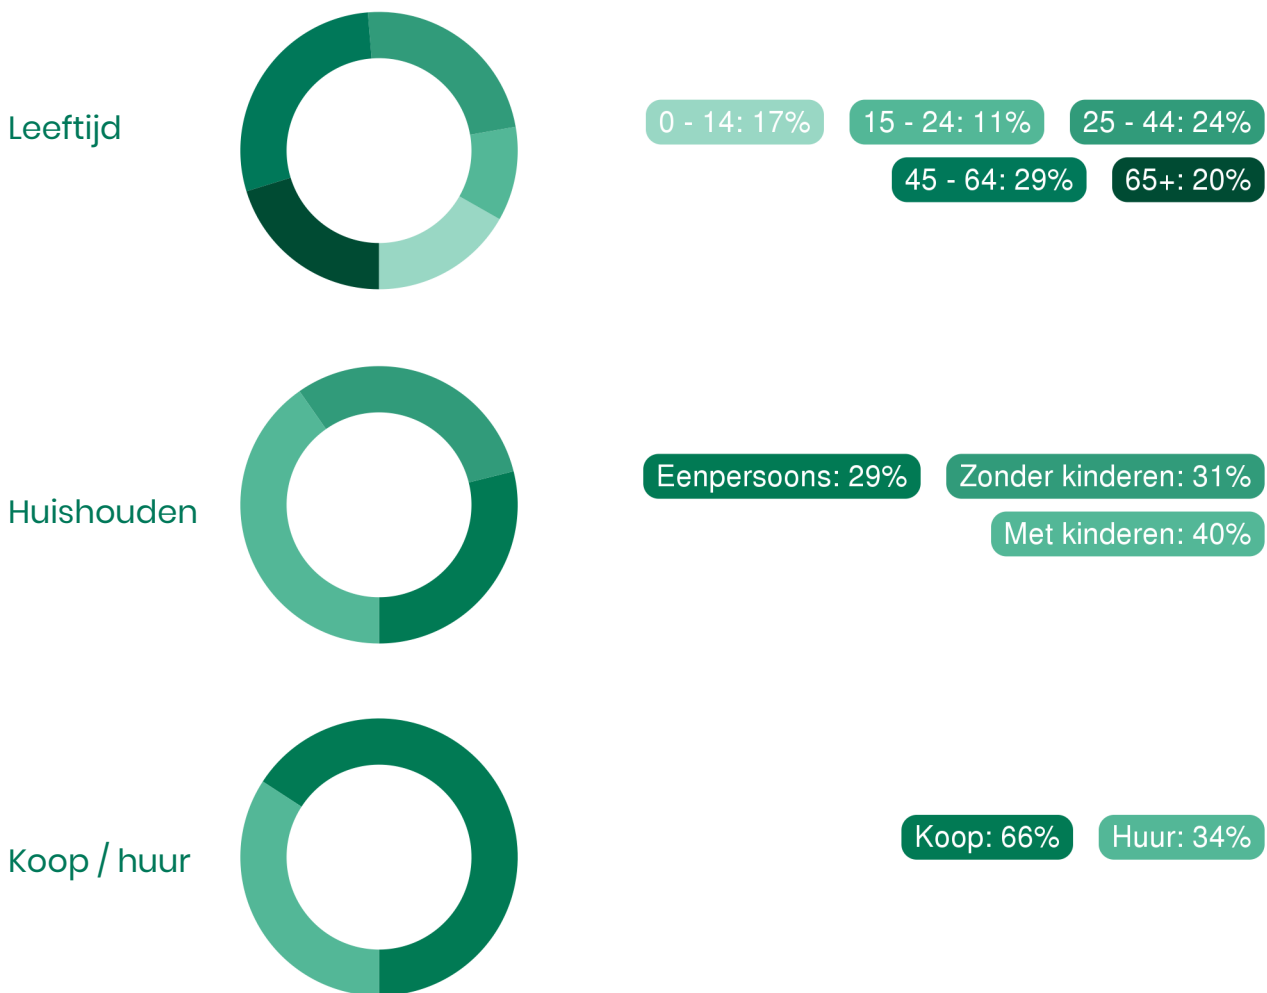 Leeftijd
0 - 14: 17% 15 - 24: 11% 25 - 44: 24%
45 - 64: 29% 65+: 20%
Huishouden
Eenpersoons: 29% Zonder kinderen: 31%
Met kinderen: 40%
Koop / huur
Koop: 66% Huur: 34%